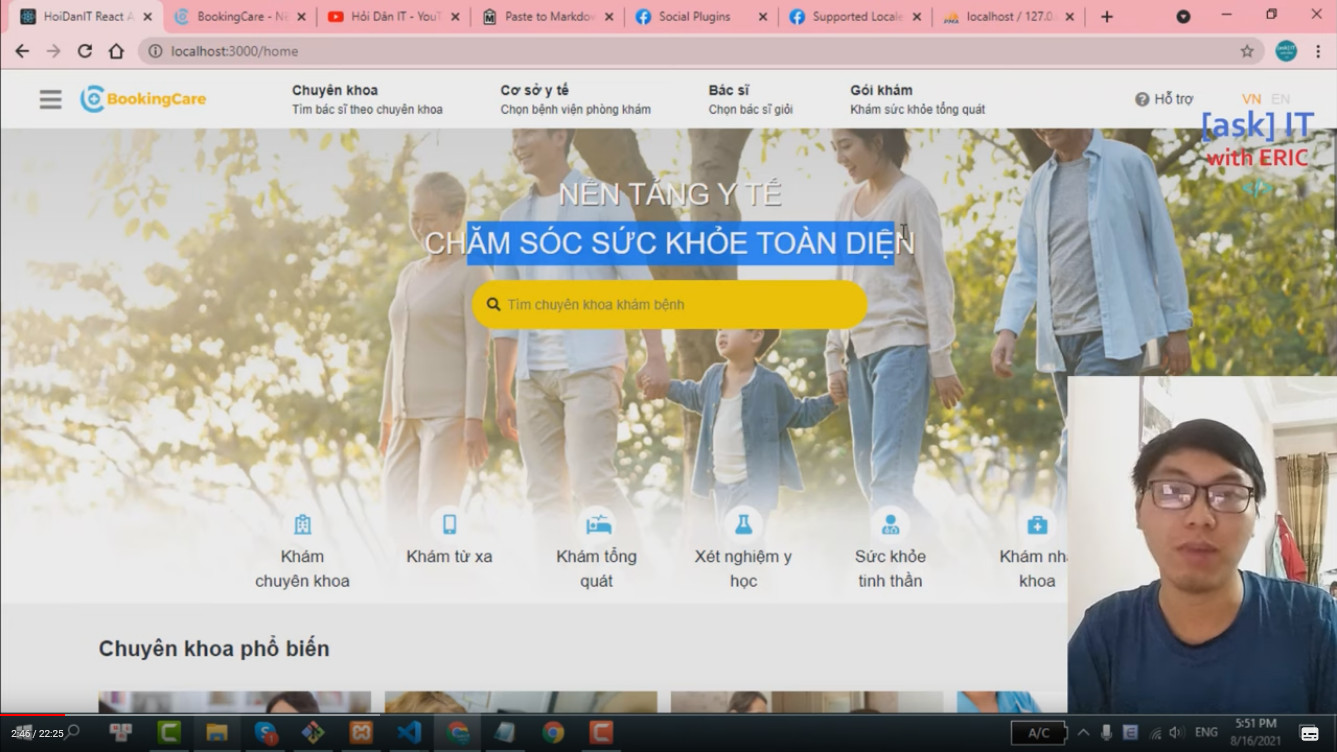 HoiDanIT React A
BookingCare - N
Hỏi Dân IT - YouT
Paste to Markdo
Social Plugins
Supported Locale
localhost / 127.0.
localhost:3000/home
BookingCare
Chuyên khoa
Tìm bác sĩ theo chuyên khoa
Cơ sở y tế
Chọn bệnh viện phòng khám
Bác sĩ
Chọn bác sĩ giỏi
Gói khám
Khám sức khỏe tổng quát
Hỗ trợ
VN EN
[ask] IT
with ERIC
</>
NỀN TẢNG Y TẾ
CHĂM SÓC SỨC KHỎE TOÀN DIỆN
Tìm chuyên khoa khám bệnh
Khám
chuyên khoa
Khám từ xa
Khám tổng
quát
Xét nghiệm y
học
Sức khỏe
tinh thần
Khám nh
khoa
Chuyên khoa phổ biến
2:46 / 22:25
A/C
ENG
5:51 PM
8/16/2021